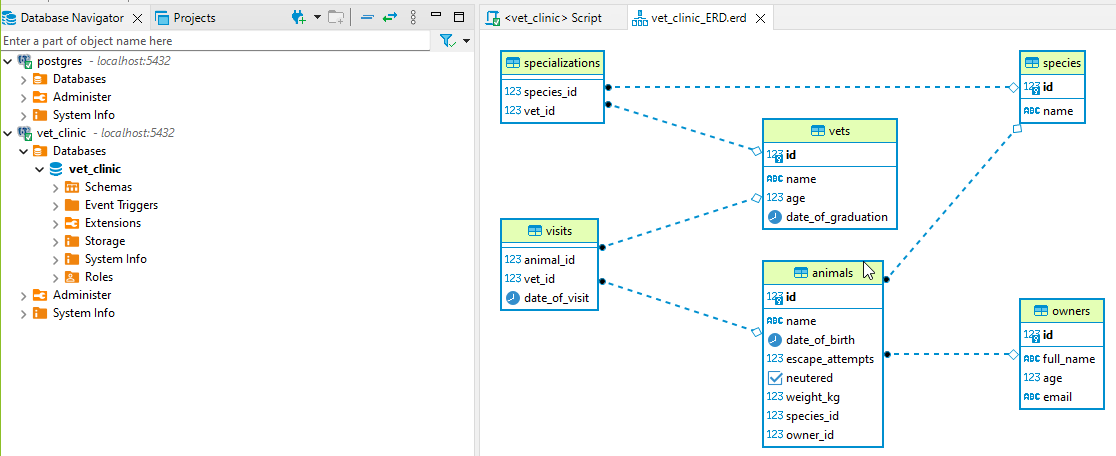 Database Navigator
Projects
Enter a part of object name here
postgres - localhost:5432
Databases
Administer
System Info
vet_clinic - localhost:5432
Databases
vet_clinic
Schemas
Event Triggers
Extensions
Storage
System Info
Roles
Administer
System Info
<vet_clinic> Script
vet_clinic_ERD.erd
specializations
123 species_id
123 vet_id
species
123 id
ABC name
vets
123 id
ABC name
123 age
date_of_graduation
visits
123 animal_id
123 vet_id
date_of_visit
animals
123 id
ABC name
date_of_birth
123 escape_attempts
neutered
123 weight_kg
123 species_id
123 owner_id
owners
123 id
ABC full_name
123 age
ABC email